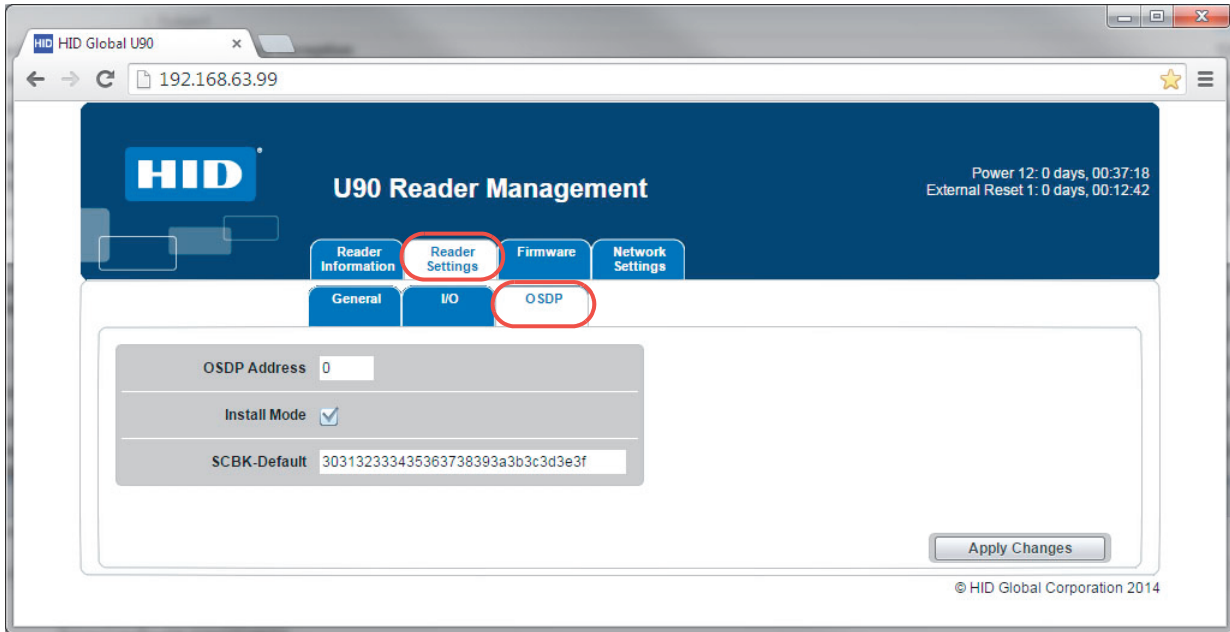 HID HID Global U90
192.168.63.99
HID
U90 Reader Management
Power 12: 0 days, 00:37:18
External Reset 1: 0 days, 00:12:42
Reader Information
Reader Settings
Firmware
Network Settings
General
I/O
OSDP
OSDP Address 0
Install Mode
SCBK-Default 303132333435363738393a3b3c3d3e3f
Apply Changes
© HID Global Corporation 2014